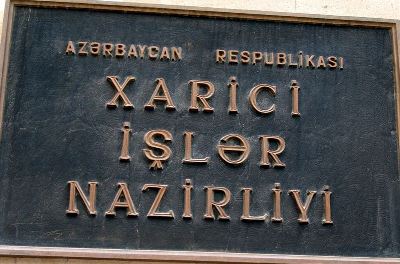 AZƏRBAYCAN RESPUBLİKASI
XARİCİ
İŞLƏR
NAZİRLİYİ